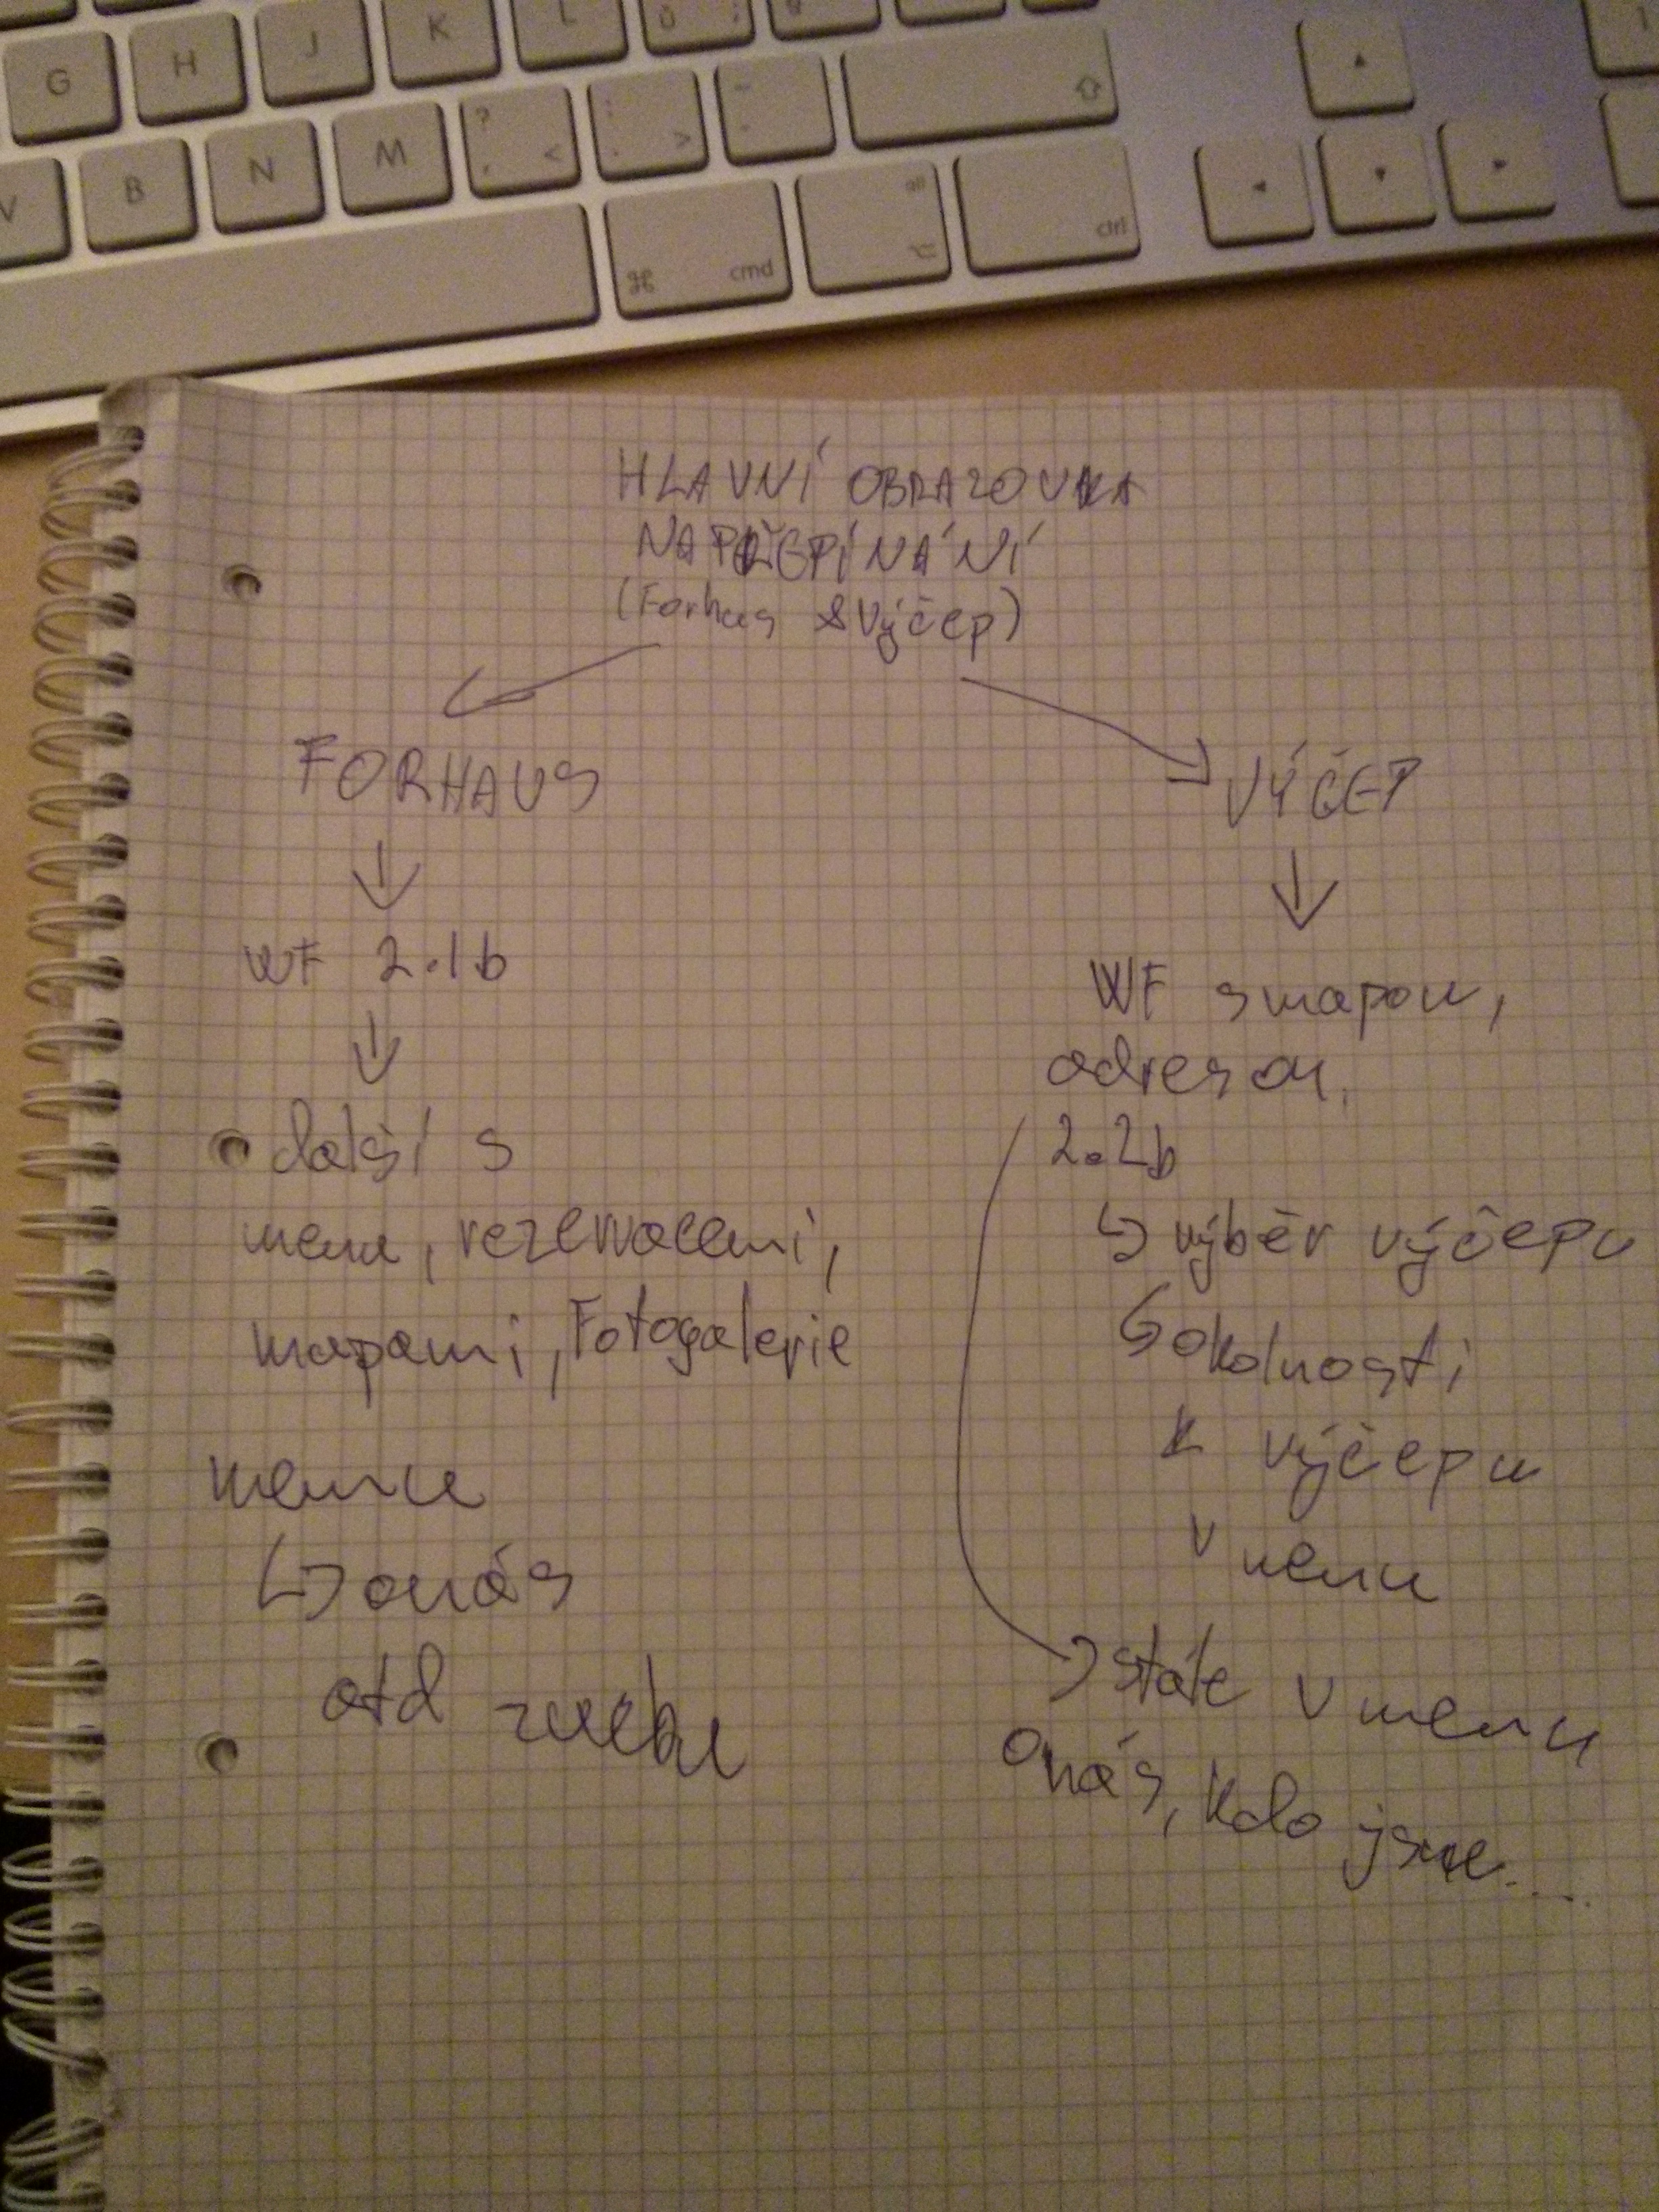 G H J K L
V B N M ? , < : . > -
⌘ cmd alt ⌥ ctrl
HLAVNÍ OBRAZOVKA
NA PŘEPÍNÁNÍ
(Forhaus & Výčep)
FORHAUS
WF 2.1b
další s
menu, rezervacemi,
mapami, Fotogalerie
menu
↳ o nás
atd
VÝČEP
WF s mapou,
adresou.
2.2b
↳ výběr výčepu
↳ okolnosti
k výčepu
v menu
→ stále v menu
O nás, kdo jsme...